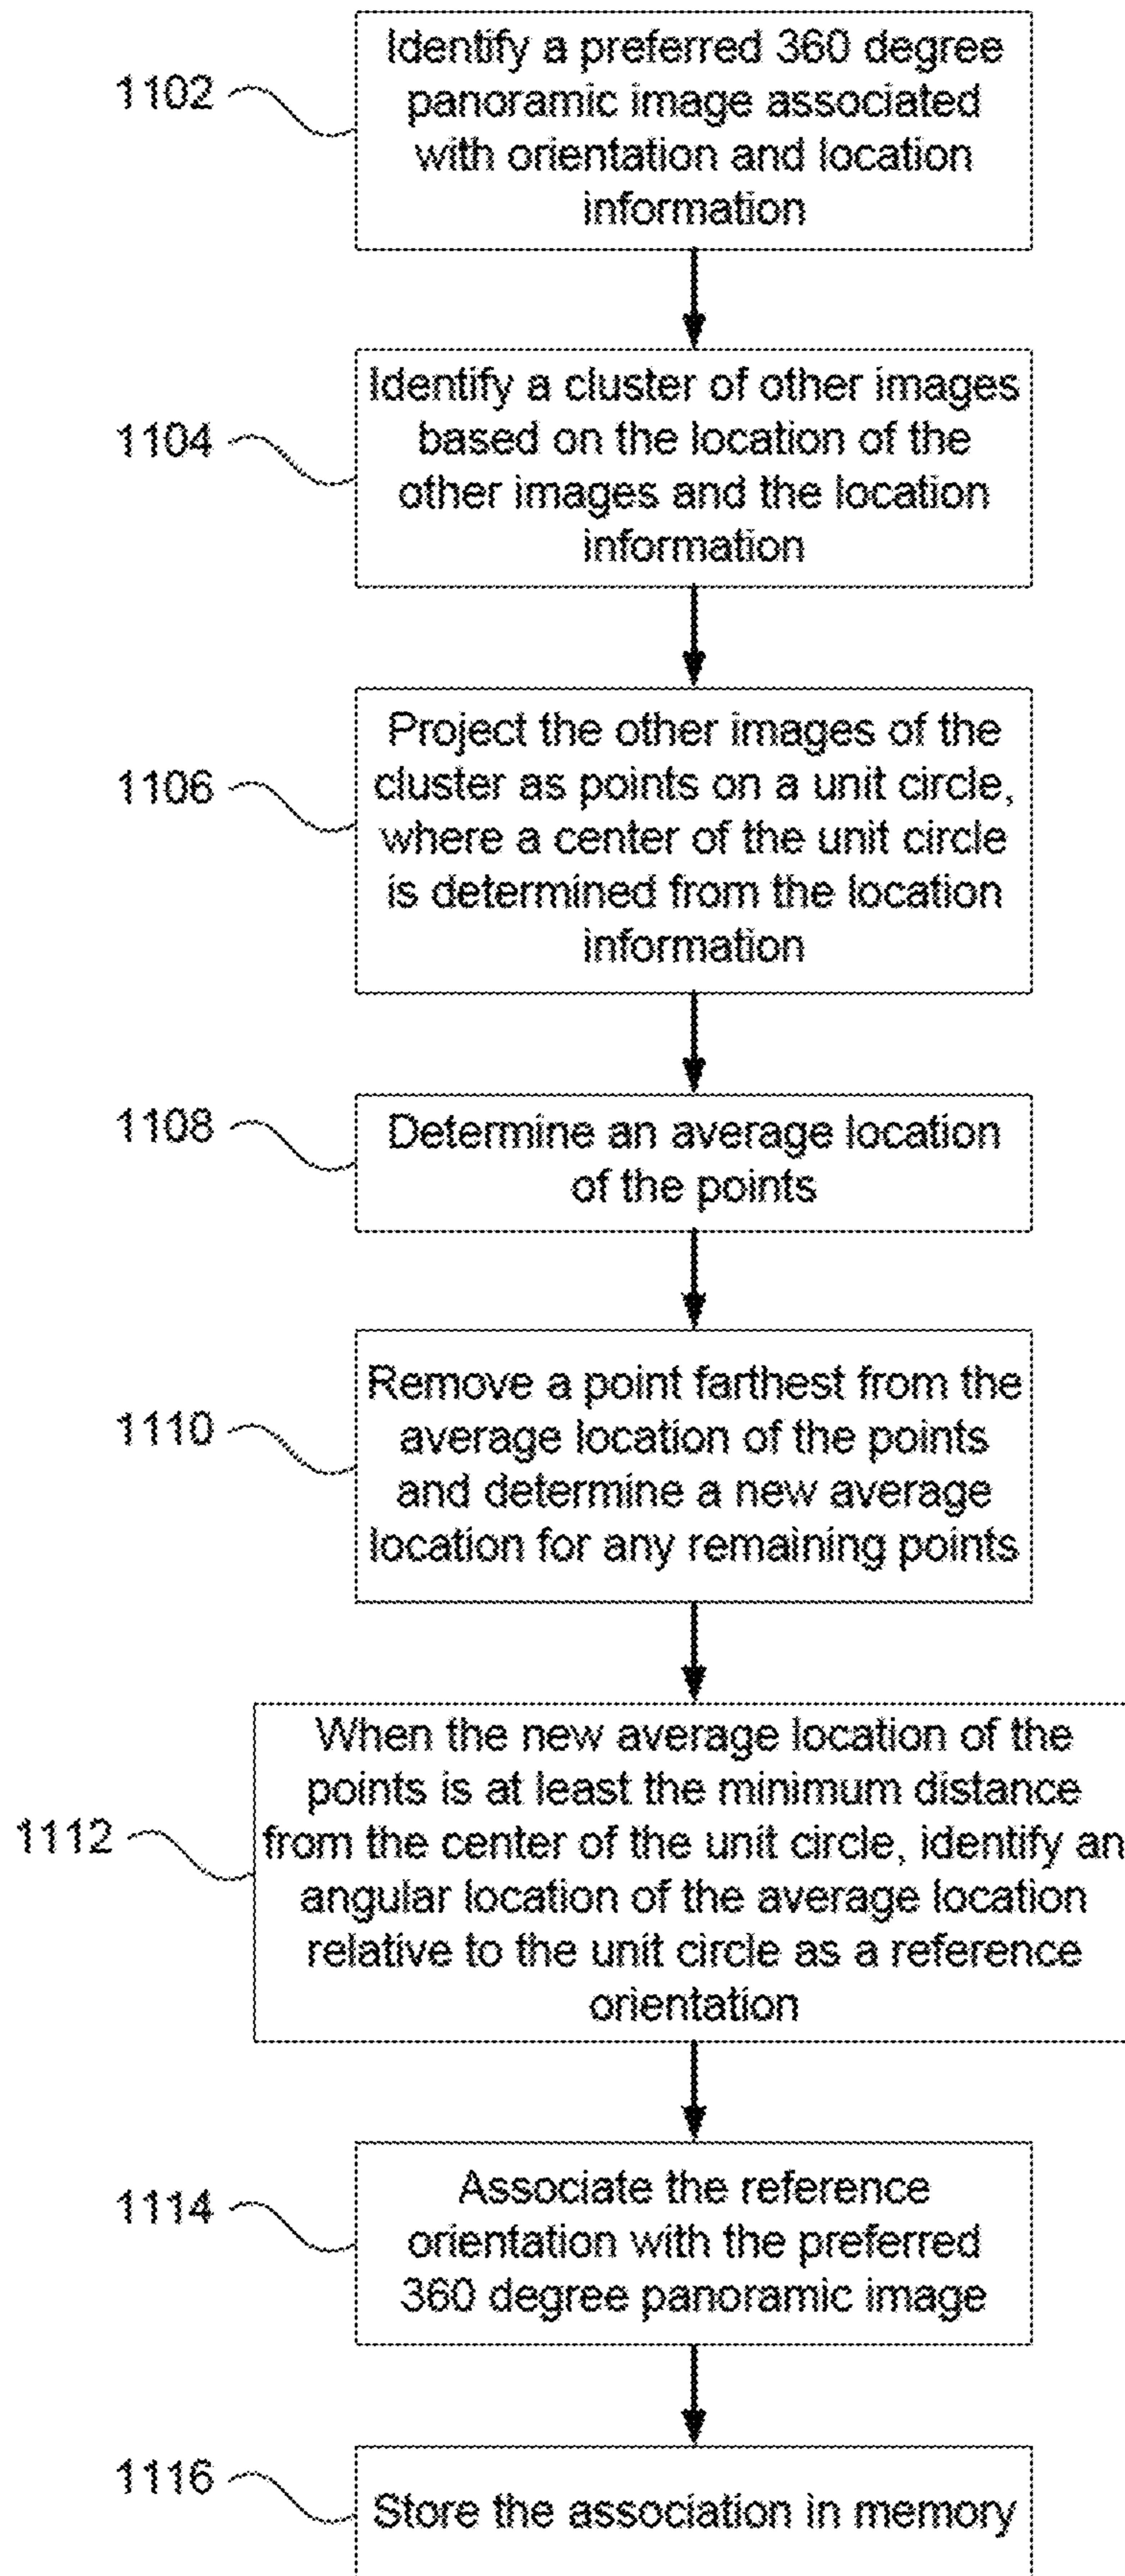 1102
Identify a preferred 360 degree
panoramic image associated
with orientation and location
information
1104
Identify a cluster of other images
based on the location of the
other images and the location
information
1106
Project the other images of the
cluster as points on a unit circle,
where a center of the unit circle
is determined from the location
information
1108
Determine an average location
of the points
1110
Remove a point farthest from the
average location of the points
and determine a new average
location for any remaining points
1112
When the new average location of the
points is at least the minimum distance
from the center of the unit circle, identify an
angular location of the average location
relative to the unit circle as a reference
orientation
1114
Associate the reference
orientation with the preferred
360 degree panoramic image
1116
Store the association in memory